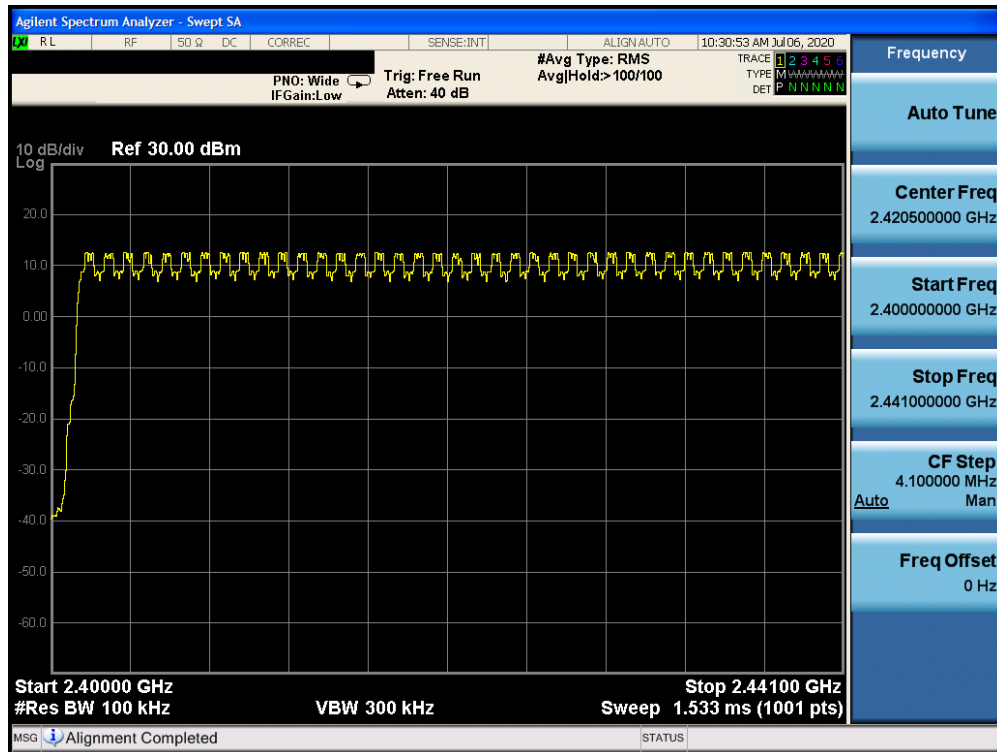 Agilent Spectrum Analyzer - Swept SA
LXI RL RF 50 Ω DC CORREC SENSE:INT ALIGN AUTO 10:30:53 AM Jul 06, 2020
Frequency
PNO: Wide
IFGain:Low
Trig: Free Run
Atten: 40 dB
#Avg Type: RMS
Avg|Hold:>100/100
TRACE 1 2 3 4 5 6
TYPE M WWWWW
DET P N N N N N
Auto Tune
10 dB/div Ref 30.00 dBm
Log
20.0
10.0
0.00
-10.0
-20.0
-30.0
-40.0
-50.0
-60.0
Center Freq
2.420500000 GHz
Start Freq
2.400000000 GHz
Stop Freq
2.441000000 GHz
CF Step
4.100000 MHz
Auto Man
Freq Offset
0 Hz
Start 2.40000 GHz Stop 2.44100 GHz
#Res BW 100 kHz VBW 300 kHz Sweep 1.533 ms (1001 pts)
MSG Alignment Completed STATUS